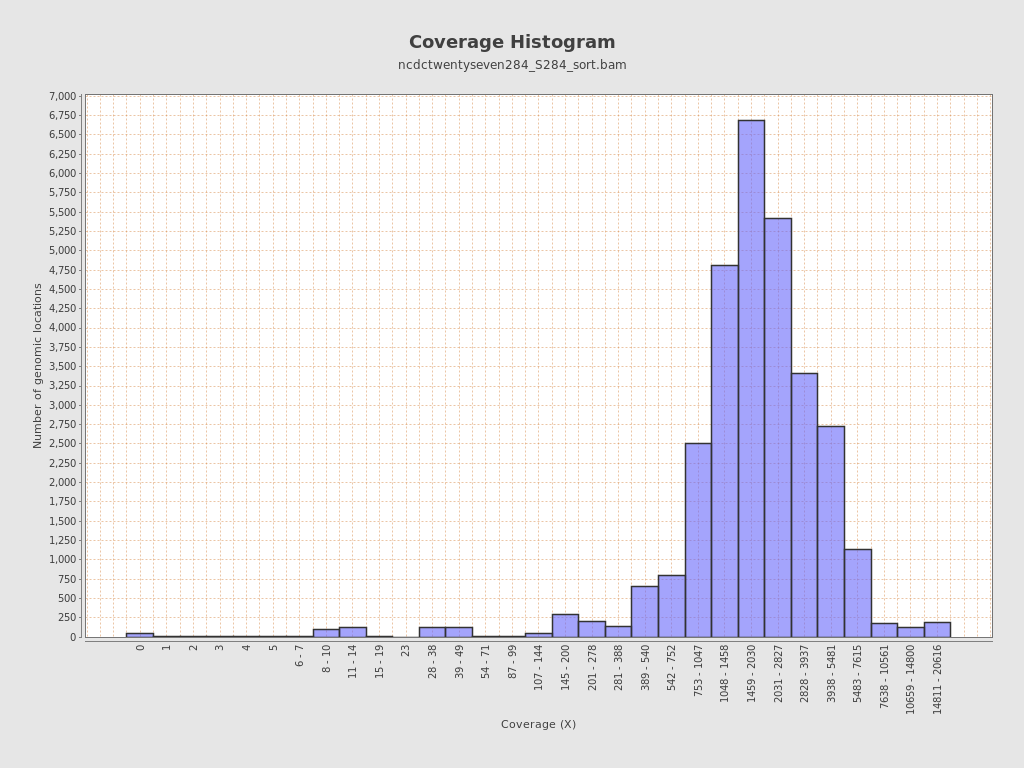 Coverage Histogram
ncdctwentyseven284_S284_sort.bam
7,000
6,750
6,500
6,250
6,000
5,750
5,500
5,250
5,000
4,750
4,500
4,250
4,000
3,750
3,500
3,250
3,000
2,750
2,500
2,250
2,000
1,750
1,500
1,250
1,000
750
500
250
0
Number of genomic locations
0
1
2
3
4
5
6 - 7
8 - 10
11 - 14
15 - 19
23
28 - 38
39 - 49
54 - 71
87 - 99
107 - 144
145 - 200
201 - 278
281 - 388
389 - 540
542 - 752
753 - 1047
1048 - 1458
1459 - 2030
2031 - 2827
2828 - 3937
3938 - 5481
5483 - 7615
7638 - 10561
10659 - 14800
14811 - 20616
Coverage (X)